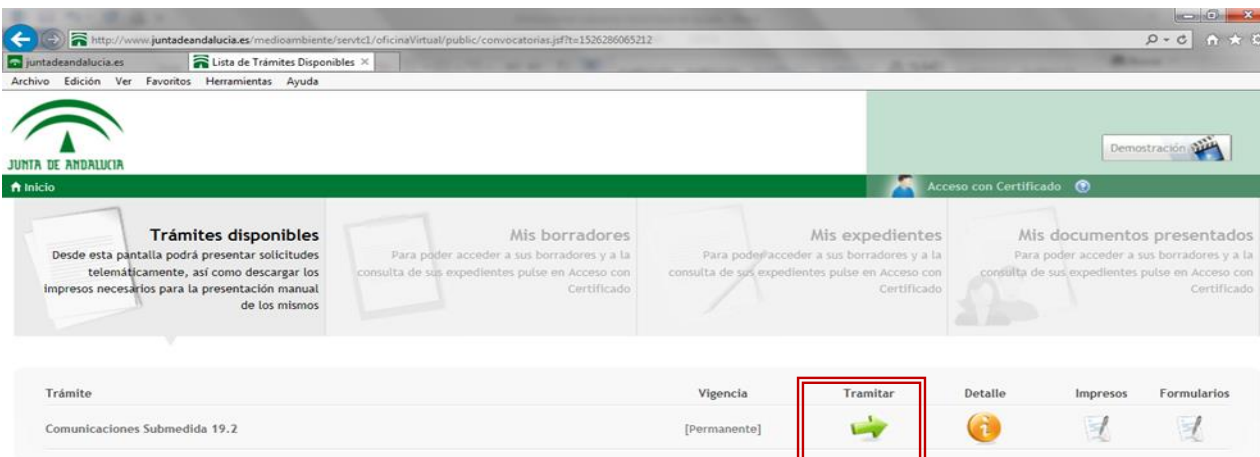 http://www.juntadeandalucia.es/medioambiente/servtc1/oficinaVirtual/public/convocatorias.jsf?t=1526286065212
juntadeandalucia.es
Lista de Trámites Disponibles
Archivo Edición Ver Favoritos Herramientas Ayuda
JUNTA DE ANDALUCIA
Demostración
Inicio
Acceso con Certificado
Trámites disponibles
Desde esta pantalla podrá presentar solicitudes
telemáticamente, así como descargar los
impresos necesarios para la presentación manual
de los mismos
Mis borradores
Para poder acceder a sus borradores y a la
consulta de sus expedientes pulse en Acceso con
Certificado
Mis expedientes
Para poder acceder a sus borradores y a la
consulta de sus expedientes pulse en Acceso con
Certificado
Mis documentos presentados
Para poder acceder a sus borradores y a la
consulta de sus expedientes pulse en Acceso con
Certificado
Trámite Vigencia Tramitar Detalle Impresos Formularios
Comunicaciones Submedida 19.2 [Permanente]